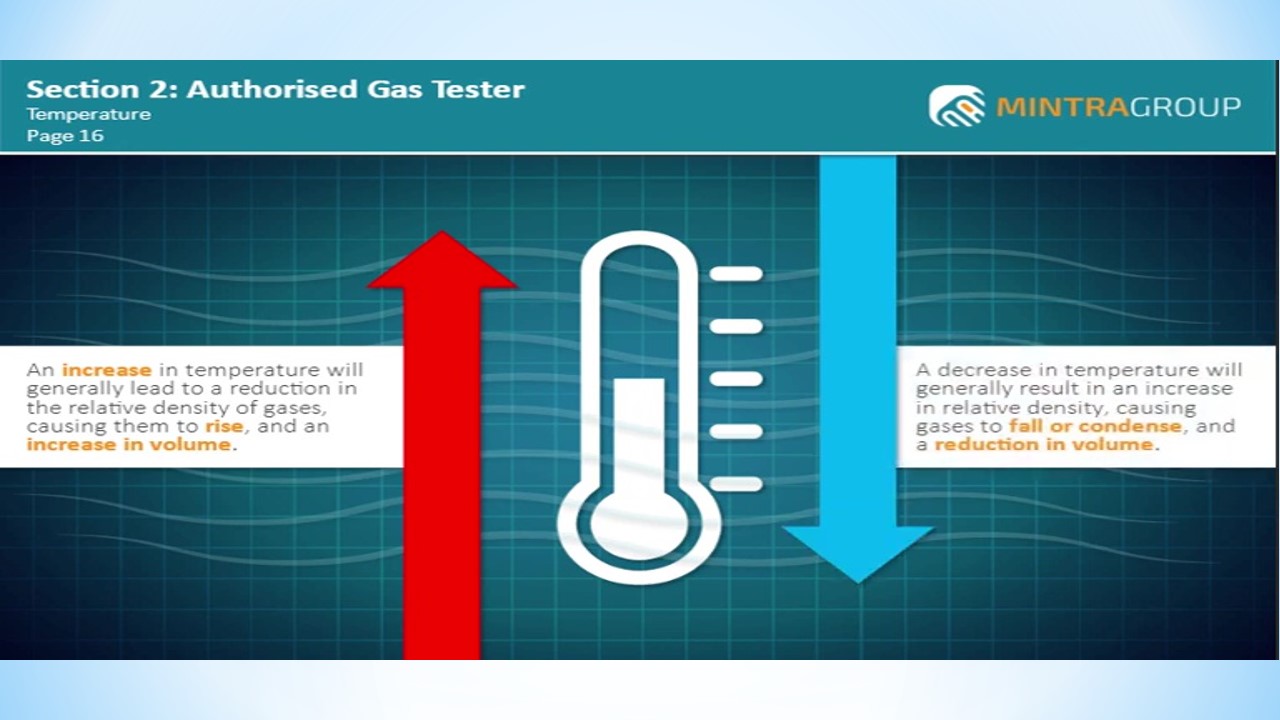 Section 2: Authorised Gas Tester
Temperature
Page 16
MINTRAGROUP
An increase in temperature will
generally lead to a reduction in
the relative density of gases,
causing them to rise, and an
increase in volume.
A decrease in temperature will
generally result in an increase
in relative density, causing
gases to fall or condense, and
a reduction in volume.